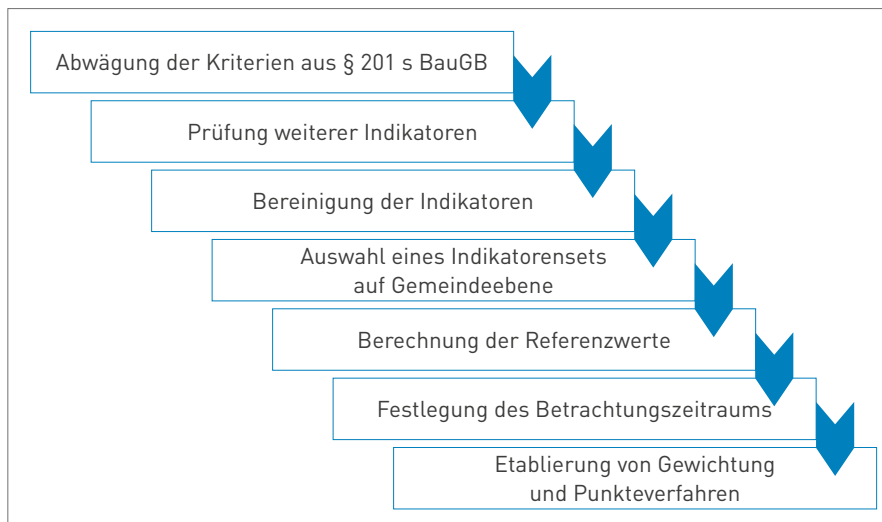 Abwägung der Kriterien aus § 201 s BauGB
Prüfung weiterer Indikatoren
Bereinigung der Indikatoren
Auswahl eines Indikatorensets
auf Gemeindeebene
Berechnung der Referenzwerte
Festlegung des Betrachtungszeitraums
Etablierung von Gewichtung
und Punkteverfahren